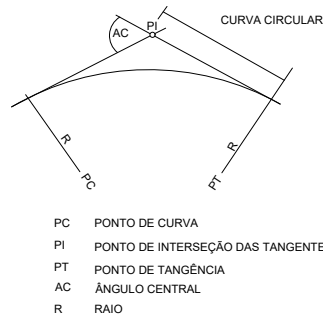 CURVA CIRCULAR
PI
AC
R
R
PC
PT
PC PONTO DE CURVA
PI PONTO DE INTERSEÇÃO DAS TANGENTE
PT PONTO DE TANGÊNCIA
AC ÂNGULO CENTRAL
R RAIO